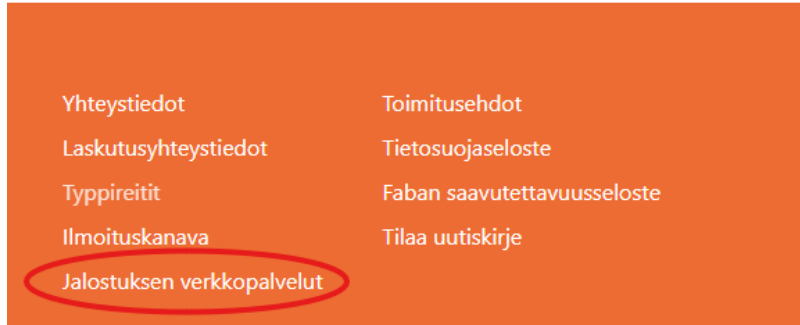 Yhteystiedot
Laskutusyhteystiedot
Typpireitit
Ilmoituskanava
Jalostuksen verkkopalvelut
Toimitusehdot
Tietosuojaseloste
Faban saavutettavuusseloste
Tilaa uutiskirje